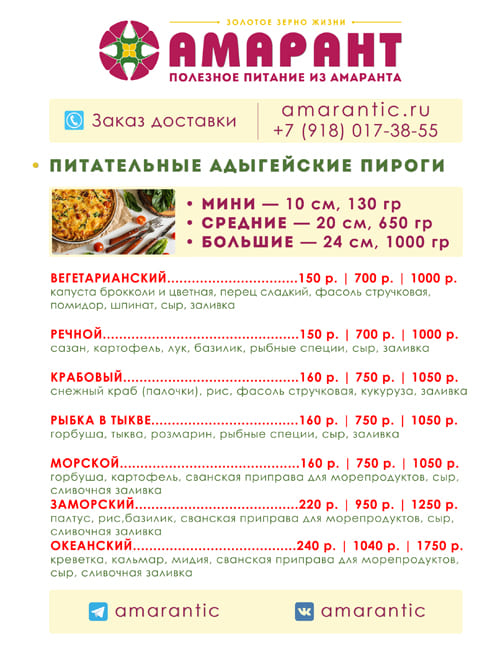 ЗОЛОТОЕ ЗЕРНО ЖИЗНИ
АМАРАНТ
ПОЛЕЗНОЕ ПИТАНИЕ ИЗ АМАРАНТА
Заказ доставки
amarantic.ru
+7 (918) 017-38-55
• ПИТАТЕЛЬНЫЕ АДЫГЕЙСКИЕ ПИРОГИ
• МИНИ — 10 см, 130 гр
• СРЕДНИЕ — 20 см, 650 гр
• БОЛЬШИЕ — 24 см, 1000 гр
ВЕГЕТАРИАНСКИЙ................................150 р. | 700 р. | 1000 р.
капуста брокколи и цветная, перец сладкий, фасоль стручковая,
помидор, шпинат, сыр, заливка
РЕЧНОЙ................................................150 р. | 700 р. | 1000 р.
сазан, картофель, лук, базилик, рыбные специи, сыр, заливка
КРАБОВЫЙ...........................................160 р. | 750 р. | 1050 р.
снежный краб (палочки), рис, фасоль стручковая, кукуруза, заливка
РЫБКА В ТЫКВЕ....................................160 р. | 750 р. | 1050 р.
горбуша, тыква, розмарин, рыбные специи, сыр, заливка
МОРСКОЙ............................................160 р. | 750 р. | 1050 р.
горбуша, картофель, сванская приправа для морепродуктов, сыр,
сливочная заливка
ЗАМОРСКИЙ........................................220 р. | 950 р. | 1250 р.
палтус, рис,базилик, сванская приправа для морепродуктов, сыр,
сливочная заливка
ОКЕАНСКИЙ........................................240 р. | 1040 р. | 1750 р.
креветка, кальмар, мидия, сванская приправа для морепродуктов,
сыр, сливочная заливка
amarantic
amarantic